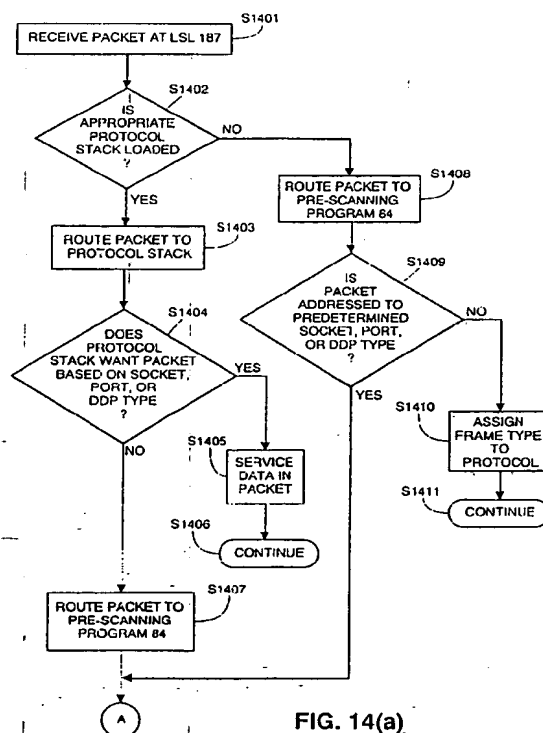 S1401
RECEIVE PACKET AT LSL 187
S1402
IS
APPROPRIATE
PROTOCOL
STACK LOADED
?
NO
YES
S1403
ROUTE PACKET TO
PROTOCOL STACK
S1404
DOES
PROTOCOL
STACK WANT PACKET
BASED ON SOCKET,
PORT, OR
DDP TYPE
?
YES
NO
S1405
SERVICE
DATA IN
PACKET
S1406
CONTINUE
S1407
ROUTE PACKET TO
PRE-SCANNING
PROGRAM 84
S1408
ROUTE PACKET TO
PRE-SCANNING
PROGRAM 84
S1409
IS
PACKET
ADDRESSED TO
PREDETERMINED
SOCKET, PORT,
OR DDP TYPE
?
NO
YES
S1410
ASSIGN
FRAME TYPE
TO
PROTOCOL
S1411
CONTINUE
A
FIG. 14(a)